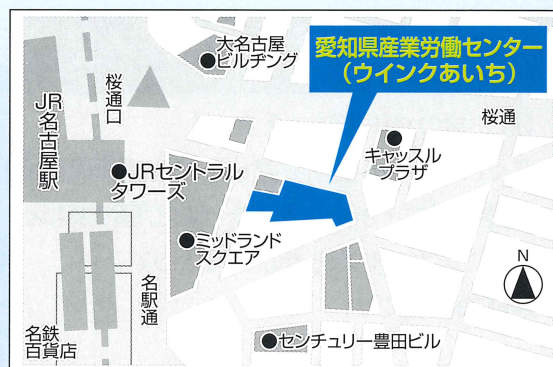 大名古屋
ビルヂング
愛知県産業労働センター
(ウインクあいち)
桜通口
JR名古屋駅
桜通
キャッスル
プラザ
JRセントラル
タワーズ
ミッドランド
スクエア
名駅通
N
名鉄
百貨店
センチュリー豊田ビル